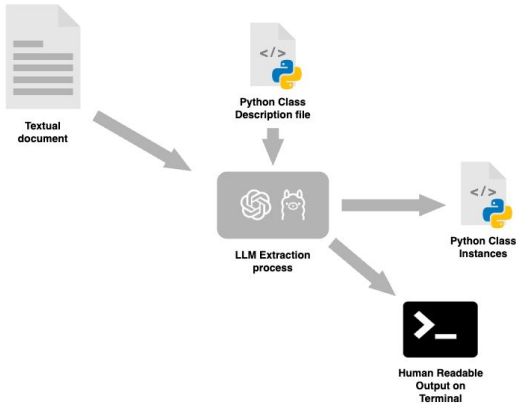 </>
Python Class
Description file
Textual
document
</>
LLM Extraction
process
Python Class
Instances
>_
Human Readable
Output on
Terminal